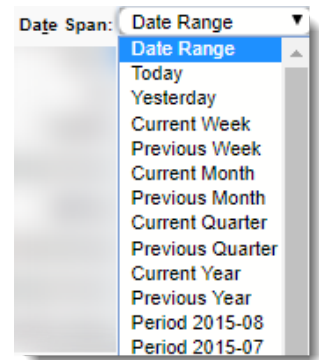 Date Span: Date Range
Date Range
Today
Yesterday
Current Week
Previous Week
Current Month
Previous Month
Current Quarter
Previous Quarter
Current Year
Previous Year
Period 2015-08
Period 2015-07